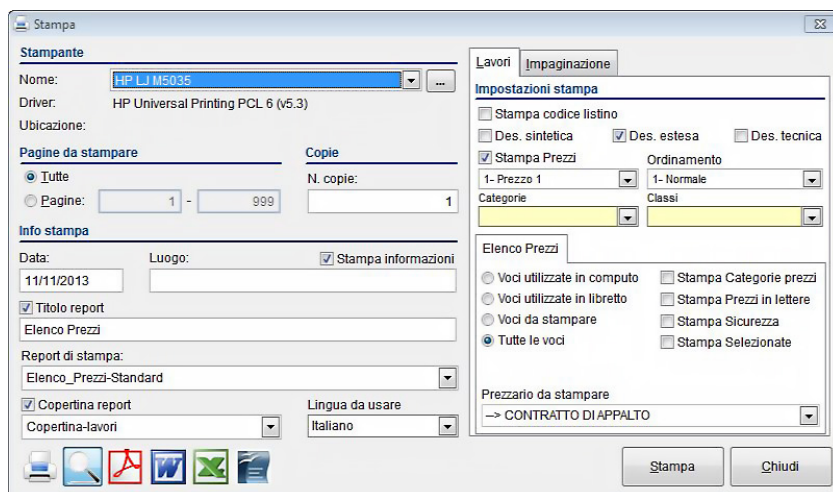 Stampa
Stampante
Nome:
HP LJ M5035
...
Driver:
HP Universal Printing PCL 6 (v5.3)
Ubicazione:
Pagine da stampare
Tutte
Pagine:
1 - 999
Copie
N. copie:
1
Info stampa
Data:
Luogo:
Stampa informazioni
11/11/2013
Titolo report
Elenco Prezzi
Report di stampa:
Elenco_Prezzi-Standard
Copertina report
Copertina-lavori
Lingua da usare
Italiano
Lavori
Impaginazione
Impostazioni stampa
Stampa codice listino
Des. sintetica
Des. estesa
Des. tecnica
Stampa Prezzi
Ordinamento
1- Prezzo 1
1- Normale
Categorie
Classi
Elenco Prezzi
Voci utilizzate in computo
Voci utilizzate in libretto
Voci da stampare
Tutte le voci
Stampa Categorie prezzi
Stampa Prezzi in lettere
Stampa Sicurezza
Stampa Selezionate
Prezzario da stampare
--> CONTRATTO DI APPALTO
Stampa
Chiudi